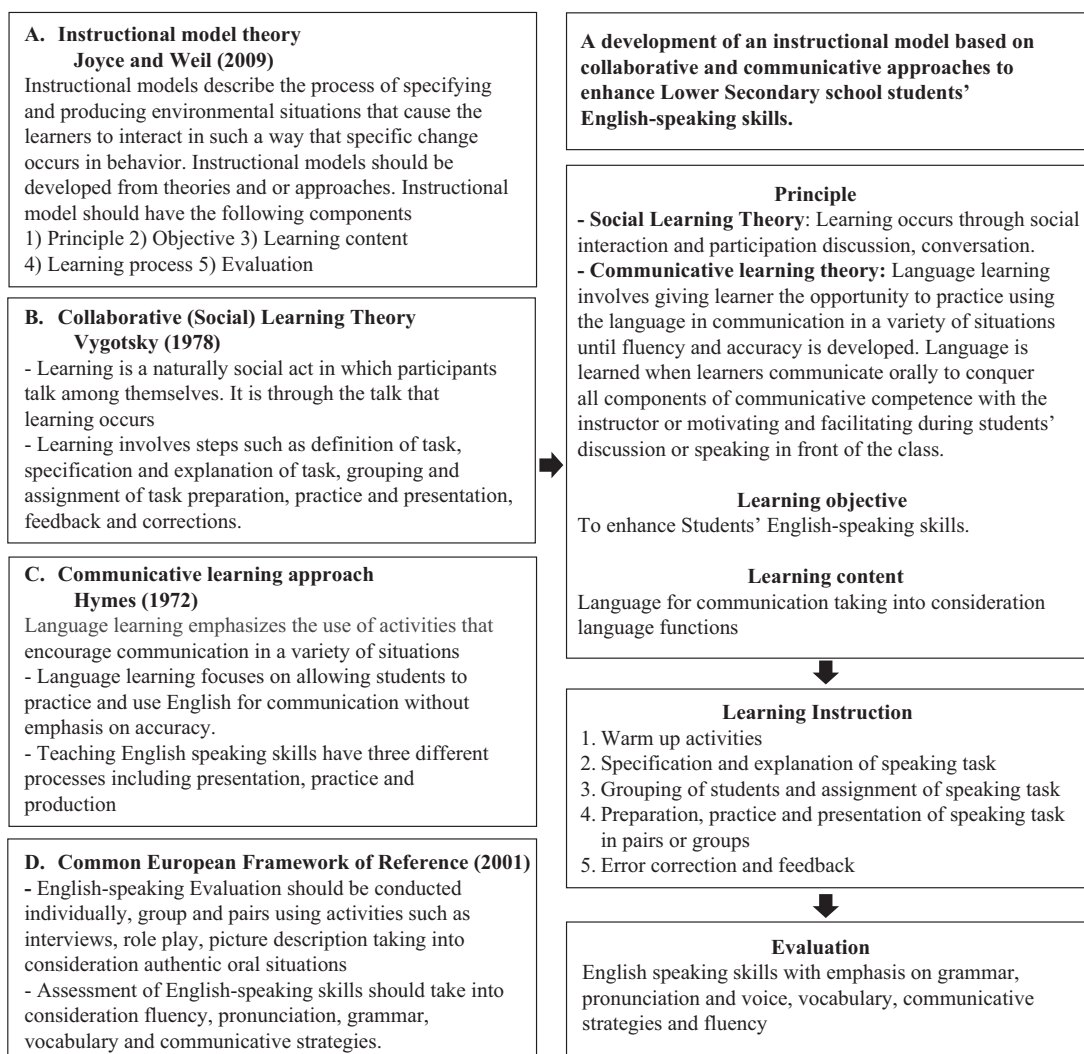 A. Instructional model theory
Joyce and Weil (2009)
Instructional models describe the process of specifying
and producing environmental situations that cause the
learners to interact in such a way that specific change
occurs in behavior. Instructional models should be
developed from theories and or approaches. Instructional
model should have the following components
1) Principle 2) Objective 3) Learning content
4) Learning process 5) Evaluation
B. Collaborative (Social) Learning Theory
Vygotsky (1978)
- Learning is a naturally social act in which participants
talk among themselves. It is through the talk that
learning occurs
- Learning involves steps such as definition of task,
specification and explanation of task, grouping and
assignment of task preparation, practice and presentation,
feedback and corrections.
C. Communicative learning approach
Hymes (1972)
Language learning emphasizes the use of activities that
encourage communication in a variety of situations
- Language learning focuses on allowing students to
practice and use English for communication without
emphasis on accuracy.
- Teaching English speaking skills have three different
processes including presentation, practice and
production
D. Common European Framework of Reference (2001)
- English-speaking Evaluation should be conducted
individually, group and pairs using activities such as
interviews, role play, picture description taking into
consideration authentic oral situations
- Assessment of English-speaking skills should take into
consideration fluency, pronunciation, grammar,
vocabulary and communicative strategies.
A development of an instructional model based on
collaborative and communicative approaches to
enhance Lower Secondary school students’
English-speaking skills.
Principle
- Social Learning Theory: Learning occurs through social
interaction and participation discussion, conversation.
- Communicative learning theory: Language learning
involves giving learner the opportunity to practice using
the language in communication in a variety of situations
until fluency and accuracy is developed. Language is
learned when learners communicate orally to conquer
all components of communicative competence with the
instructor or motivating and facilitating during students’
discussion or speaking in front of the class.
Learning objective
To enhance Students’ English-speaking skills.
Learning content
Language for communication taking into consideration
language functions
Learning Instruction
1. Warm up activities
2. Specification and explanation of speaking task
3. Grouping of students and assignment of speaking task
4. Preparation, practice and presentation of speaking task
in pairs or groups
5. Error correction and feedback
Evaluation
English speaking skills with emphasis on grammar,
pronunciation and voice, vocabulary, communicative
strategies and fluency